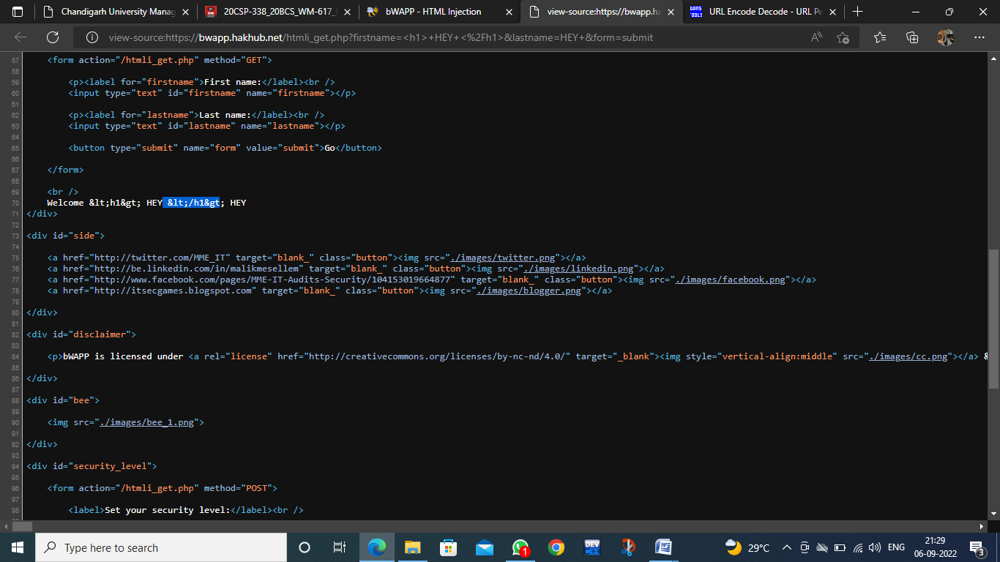 Chandigarh University Manag
20CSP-338_20BCS_WM-617_
bWAPP - HTML Injection
view-source:https://bwapp.ha
DANS 'DOLS URL Encode Decode - URL Pe
view-source:https://bwapp.hakhub.net/htmli_get.php?firstname=<h1>+HEY+<%2Fh1>&lastname=HEY+&form=submit
57 <form action="/htmli_get.php" method="GET">
58
59 <p><label for="firstname">First name:</label><br />
60 <input type="text" id="firstname" name="firstname"></p>
61
62 <p><label for="lastname">Last name:</label><br />
63 <input type="text" id="lastname" name="lastname"></p>
64
65 <button type="submit" name="form" value="submit">Go</button>
66
67 </form>
68
69 <br />
70 Welcome &lt;h1&gt; HEY &lt;/h1&gt; HEY
71 </div>
72
73 <div id="side">
74
75 <a href="http://twitter.com/MME_IT" target="blank_" class="button"><img src="./images/twitter.png"></a>
76 <a href="http://be.linkedin.com/in/malikmesellem" target="blank_" class="button"><img src="./images/linkedin.png"></a>
77 <a href="http://www.facebook.com/pages/MME-IT-Audits-Security/104153019664877" target="blank_" class="button"><img src="./images/facebook.png"></a>
78 <a href="http://itsecgames.blogspot.com" target="blank_" class="button"><img src="./images/blogger.png"></a>
79
80 </div>
81
82 <div id="disclaimer">
83
84 <p>bWAPP is licensed under <a rel="license" href="http://creativecommons.org/licenses/by-nc-nd/4.0/" target="_blank"><img style="vertical-align:middle" src="./images/cc.png"></a> &
85
86 </div>
87
88 <div id="bee">
89
90 <img src="./images/bee_1.png">
91
92 </div>
93
94 <div id="security_level">
95
96 <form action="/htmli_get.php" method="POST">
97
98 <label>Set your security level:</label><br />
Type here to search
1
DEV
29°C
ENG
21:29
06-09-2022
3